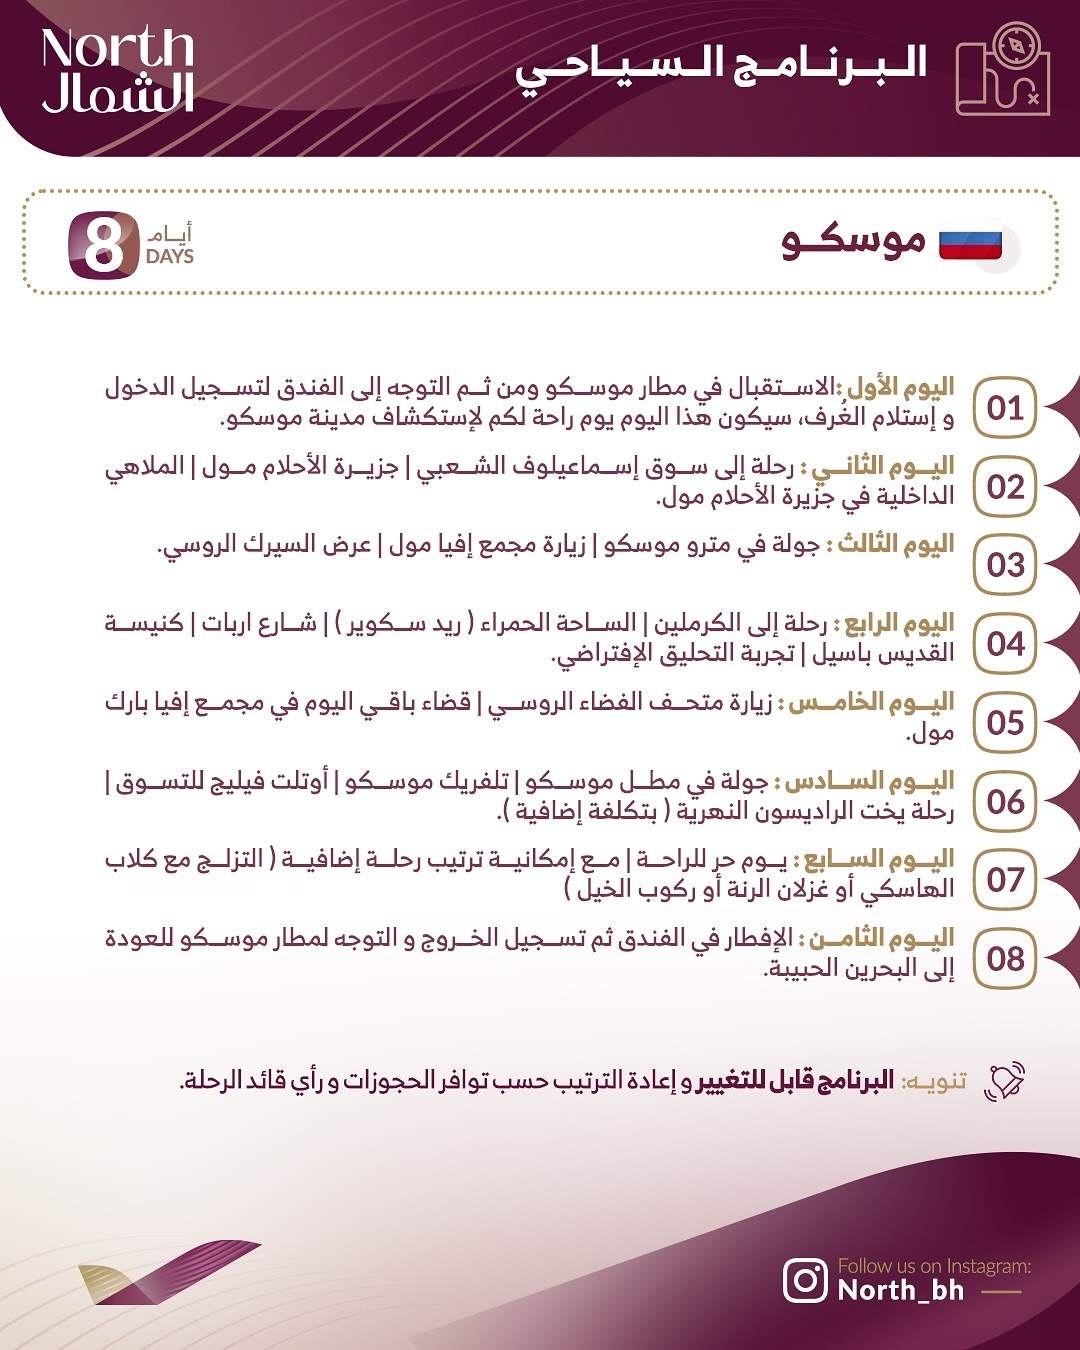 North
الشمال
البرنامج السياحي
موسكو
8
أيام
DAYS
01
اليوم الأول :الاستقبال في مطار موسكو ومن ثم التوجه إلى الفندق لتسجيل الدخول
و إستلام الغُرف، سيكون هذا اليوم يوم راحة لكم لإستكشاف مدينة موسكو.
02
اليوم الثاني : رحلة إلى سوق إسماعيلوف الشعبي | جزيرة الأحلام مول | الملاهي
الداخلية في جزيرة الأحلام مول.
03
اليوم الثالث : جولة في مترو موسكو | زيارة مجمع إفيا مول | عرض السيرك الروسي.
04
اليوم الرابع : رحلة إلى الكرملين | الساحة الحمراء ( ريد سكوير ) | شارع اربات | كنيسة
القديس باسيل | تجربة التحليق الإفتراضي.
05
اليوم الخامس : زيارة متحف الفضاء الروسي | قضاء باقي اليوم في مجمع إفيا بارك
مول.
06
اليوم السادس : جولة في مطل موسكو | تلفريك موسكو | أوتلت فيليج للتسوق |
رحلة يخت الراديسون النهرية ( بتكلفة إضافية ).
07
اليوم السابع : يوم حر للراحة | مع إمكانية ترتيب رحلة إضافية ( التزلج مع كلاب
الهاسكي أو غزلان الرنة أو ركوب الخيل )
08
اليوم الثامن : الإفطار في الفندق ثم تسجيل الخروج و التوجه لمطار موسكو للعودة
إلى البحرين الحبيبة.
تنويه: البرنامج قابل للتغيير و إعادة الترتيب حسب توافر الحجوزات و رأي قائد الرحلة.
Follow us on Instagram:
North_bh